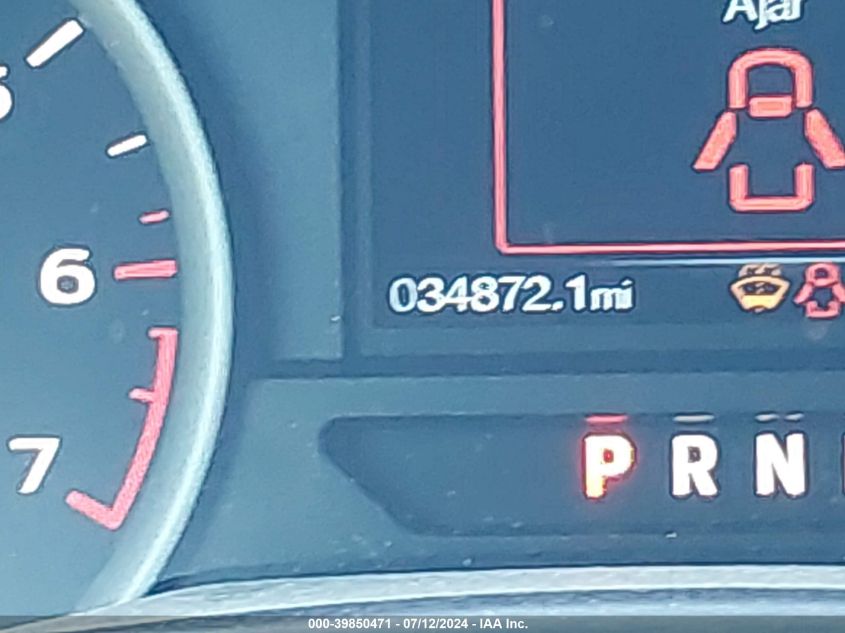 Ajar
6
034872.1mi
7
P R N
000-39850471 - 07/12/2024 - IAA Inc.